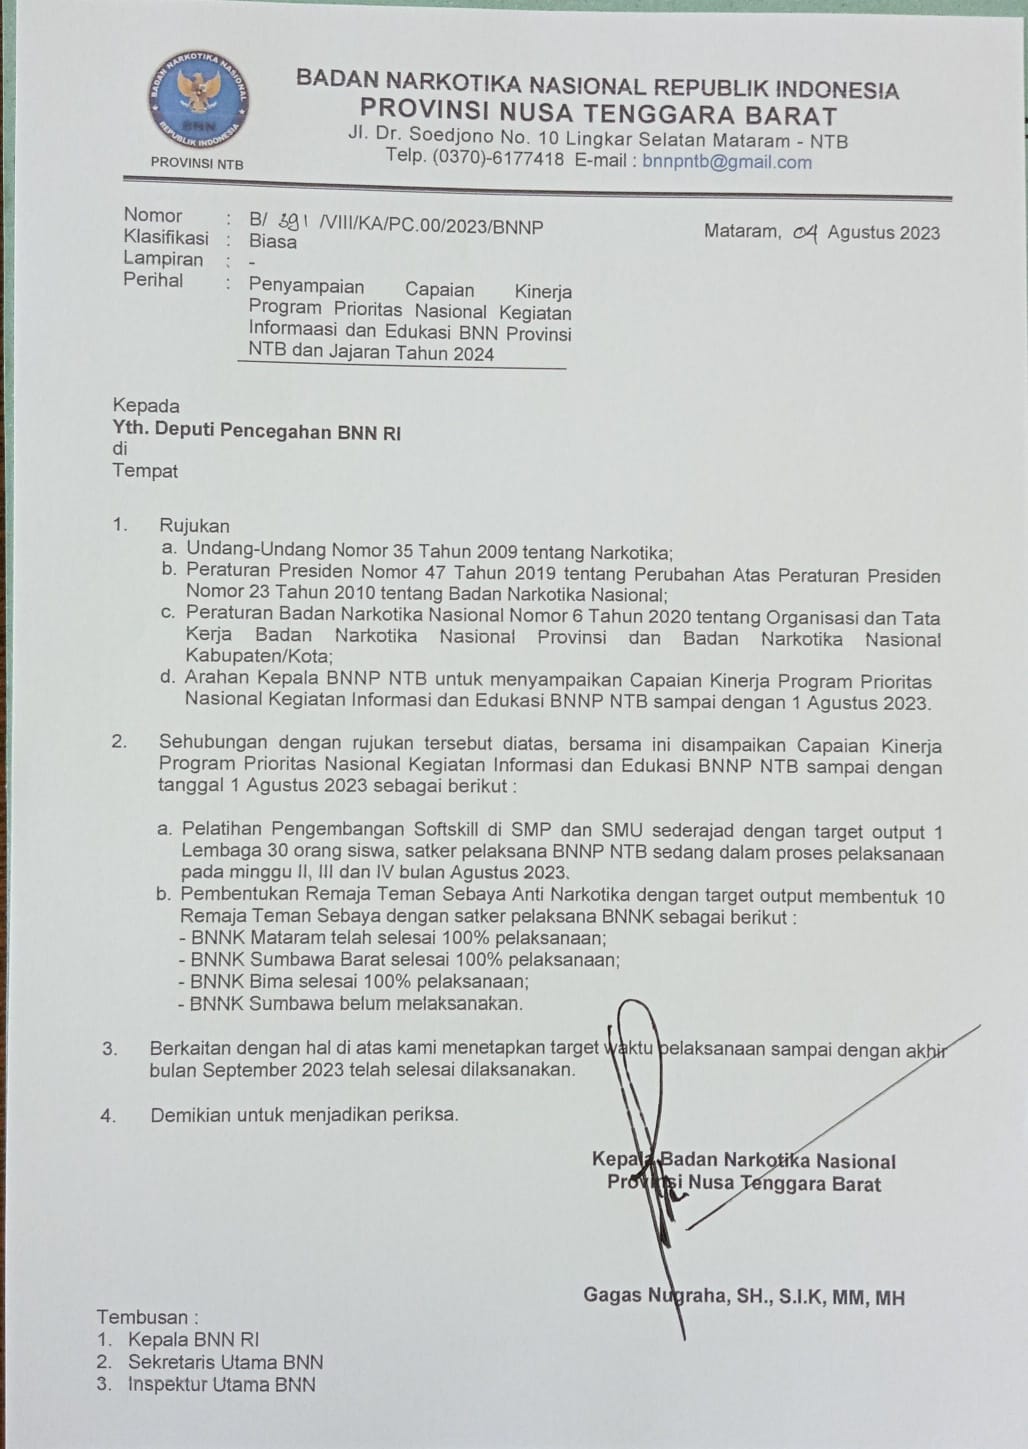 BADAN NARKOTIKA NASIONAL
BNN
REPUBLIK INDONESIA
PROVINSI NTB
BADAN NARKOTIKA NASIONAL REPUBLIK INDONESIA
PROVINSI NUSA TENGGARA BARAT
Jl. Dr. Soedjono No. 10 Lingkar Selatan Mataram - NTB
Telp. (0370)-6177418 E-mail : bnnpntb@gmail.com
Nomor : B/ 391 /VIII/KA/PC.00/2023/BNNP
Mataram, 04 Agustus 2023
Klasifikasi : Biasa
Lampiran : -
Perihal : Penyampaian Capaian Kinerja
Program Prioritas Nasional Kegiatan
Informaasi dan Edukasi BNN Provinsi
NTB dan Jajaran Tahun 2024
Kepada
Yth. Deputi Pencegahan BNN RI
di
Tempat
1. Rujukan
a. Undang-Undang Nomor 35 Tahun 2009 tentang Narkotika;
b. Peraturan Presiden Nomor 47 Tahun 2019 tentang Perubahan Atas Peraturan Presiden
Nomor 23 Tahun 2010 tentang Badan Narkotika Nasional;
c. Peraturan Badan Narkotika Nasional Nomor 6 Tahun 2020 tentang Organisasi dan Tata
Kerja Badan Narkotika Nasional Provinsi dan Badan Narkotika Nasional
Kabupaten/Kota;
d. Arahan Kepala BNNP NTB untuk menyampaikan Capaian Kinerja Program Prioritas
Nasional Kegiatan Informasi dan Edukasi BNNP NTB sampai dengan 1 Agustus 2023.
2. Sehubungan dengan rujukan tersebut diatas, bersama ini disampaikan Capaian Kinerja
Program Prioritas Nasional Kegiatan Informasi dan Edukasi BNNP NTB sampai dengan
tanggal 1 Agustus 2023 sebagai berikut :
a. Pelatihan Pengembangan Softskill di SMP dan SMU sederajad dengan target output 1
Lembaga 30 orang siswa, satker pelaksana BNNP NTB sedang dalam proses pelaksanaan
pada minggu II, III dan IV bulan Agustus 2023.
b. Pembentukan Remaja Teman Sebaya Anti Narkotika dengan target output membentuk 10
Remaja Teman Sebaya dengan satker pelaksana BNNK sebagai berikut :
- BNNK Mataram telah selesai 100% pelaksanaan;
- BNNK Sumbawa Barat selesai 100% pelaksanaan;
- BNNK Bima selesai 100% pelaksanaan;
- BNNK Sumbawa belum melaksanakan.
3. Berkaitan dengan hal di atas kami menetapkan target waktu pelaksanaan sampai dengan akhir
bulan September 2023 telah selesai dilaksanakan.
4. Demikian untuk menjadikan periksa.
Kepala Badan Narkotika Nasional
Provinsi Nusa Tenggara Barat
Gagas Nugraha, SH., S.I.K, MM, MH
Tembusan :
1. Kepala BNN RI
2. Sekretaris Utama BNN
3. Inspektur Utama BNN